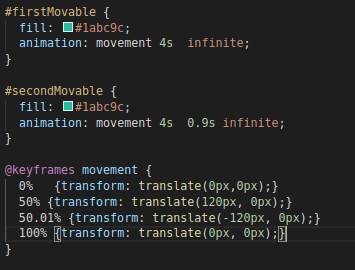 #firstMovable {
fill: #1abc9c;
animation: movement 4s infinite;
}
#secondMovable {
fill: #1abc9c;
animation: movement 4s 0.9s infinite;
}
@keyframes movement {
0% {transform: translate(0px,0px);}
50% {transform: translate(120px, 0px);}
50.01% {transform: translate(-120px, 0px);}
100% {transform: translate(0px, 0px);}
}